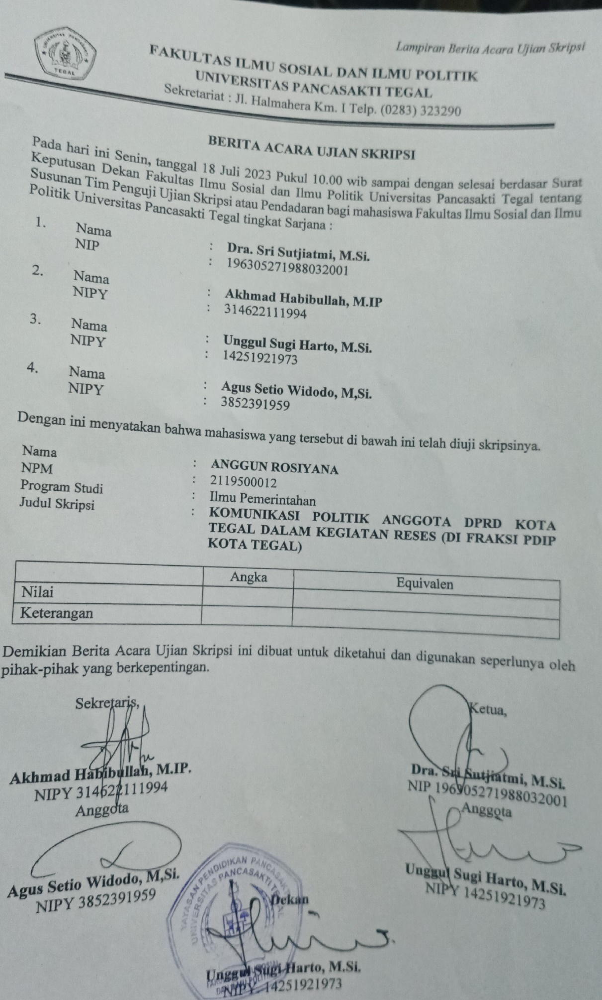 UNIVERSITAS PANCASAKTI
TEGAL
Lampiran Berita Acara Ujian Skripsi
FAKULTAS ILMU SOSIAL DAN ILMU POLITIK
UNIVERSITAS PANCASAKTI TEGAL
Sekretariat : Jl. Halmahera Km. I Telp. (0283) 323290
BERITA ACARA UJIAN SKRIPSI
Pada hari ini Senin, tanggal 18 Juli 2023 Pukul 10.00 wib sampai dengan selesai berdasar Surat
Keputusan Dekan Fakultas Ilmu Sosial dan Ilmu Politik Universitas Pancasakti Tegal tentang
Susunan Tim Penguji Ujian Skripsi atau Pendadaran bagi mahasiswa Fakultas Ilmu Sosial dan Ilmu
Politik Universitas Pancasakti Tegal tingkat Sarjana :
1. Nama : Dra. Sri Sutjiatmi, M.Si.
NIP : 196305271988032001
2. Nama : Akhmad Habibullah, M.IP
NIPY : 314622111994
3. Nama : Unggul Sugi Harto, M.Si.
NIPY : 14251921973
4. Nama : Agus Setio Widodo, M,Si.
NIPY : 3852391959
Dengan ini menyatakan bahwa mahasiswa yang tersebut di bawah ini telah diuji skripsinya.
Nama : ANGGUN ROSIYANA
NPM : 2119500012
Program Studi : Ilmu Pemerintahan
Judul Skripsi : KOMUNIKASI POLITIK ANGGOTA DPRD KOTA
TEGAL DALAM KEGIATAN RESES (DI FRAKSI PDIP
KOTA TEGAL)
Angka Equivalen
Nilai
Keterangan
Demikian Berita Acara Ujian Skripsi ini dibuat untuk diketahui dan digunakan seperlunya oleh
pihak-pihak yang berkepentingan.
Sekretaris,
Akhmad Habibullah, M.IP.
NIPY 314622111994
Ketua,
Dra. Sri Sutjiatmi, M.Si.
NIP 196305271988032001
Anggota
Agus Setio Widodo, M,Si.
NIPY 3852391959
Anggota
Unggul Sugi Harto, M.Si.
NIPY 14251921973
YAYASAN PENDIDIKAN PANCASAKTI
UNIVERSITAS PANCASAKTI TEGAL
Dekan
Unggul Sugi Harto, M.Si.
NIPY. 14251921973
DAN ILMU POLITIK